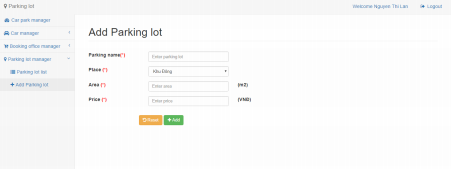 Parking lot
Welcome Nguyen Thi Lan
Logout
Car park manager
Car manager
Booking office manager
Parking lot manager
Parking lot list
Add Parking lot
Add Parking lot
Parking name(*)
Enter parking lot
Place (*)
Khu Đông
Area (*)
Enter area
(m2)
Price (*)
Enter price
(VNĐ)
Reset
Add